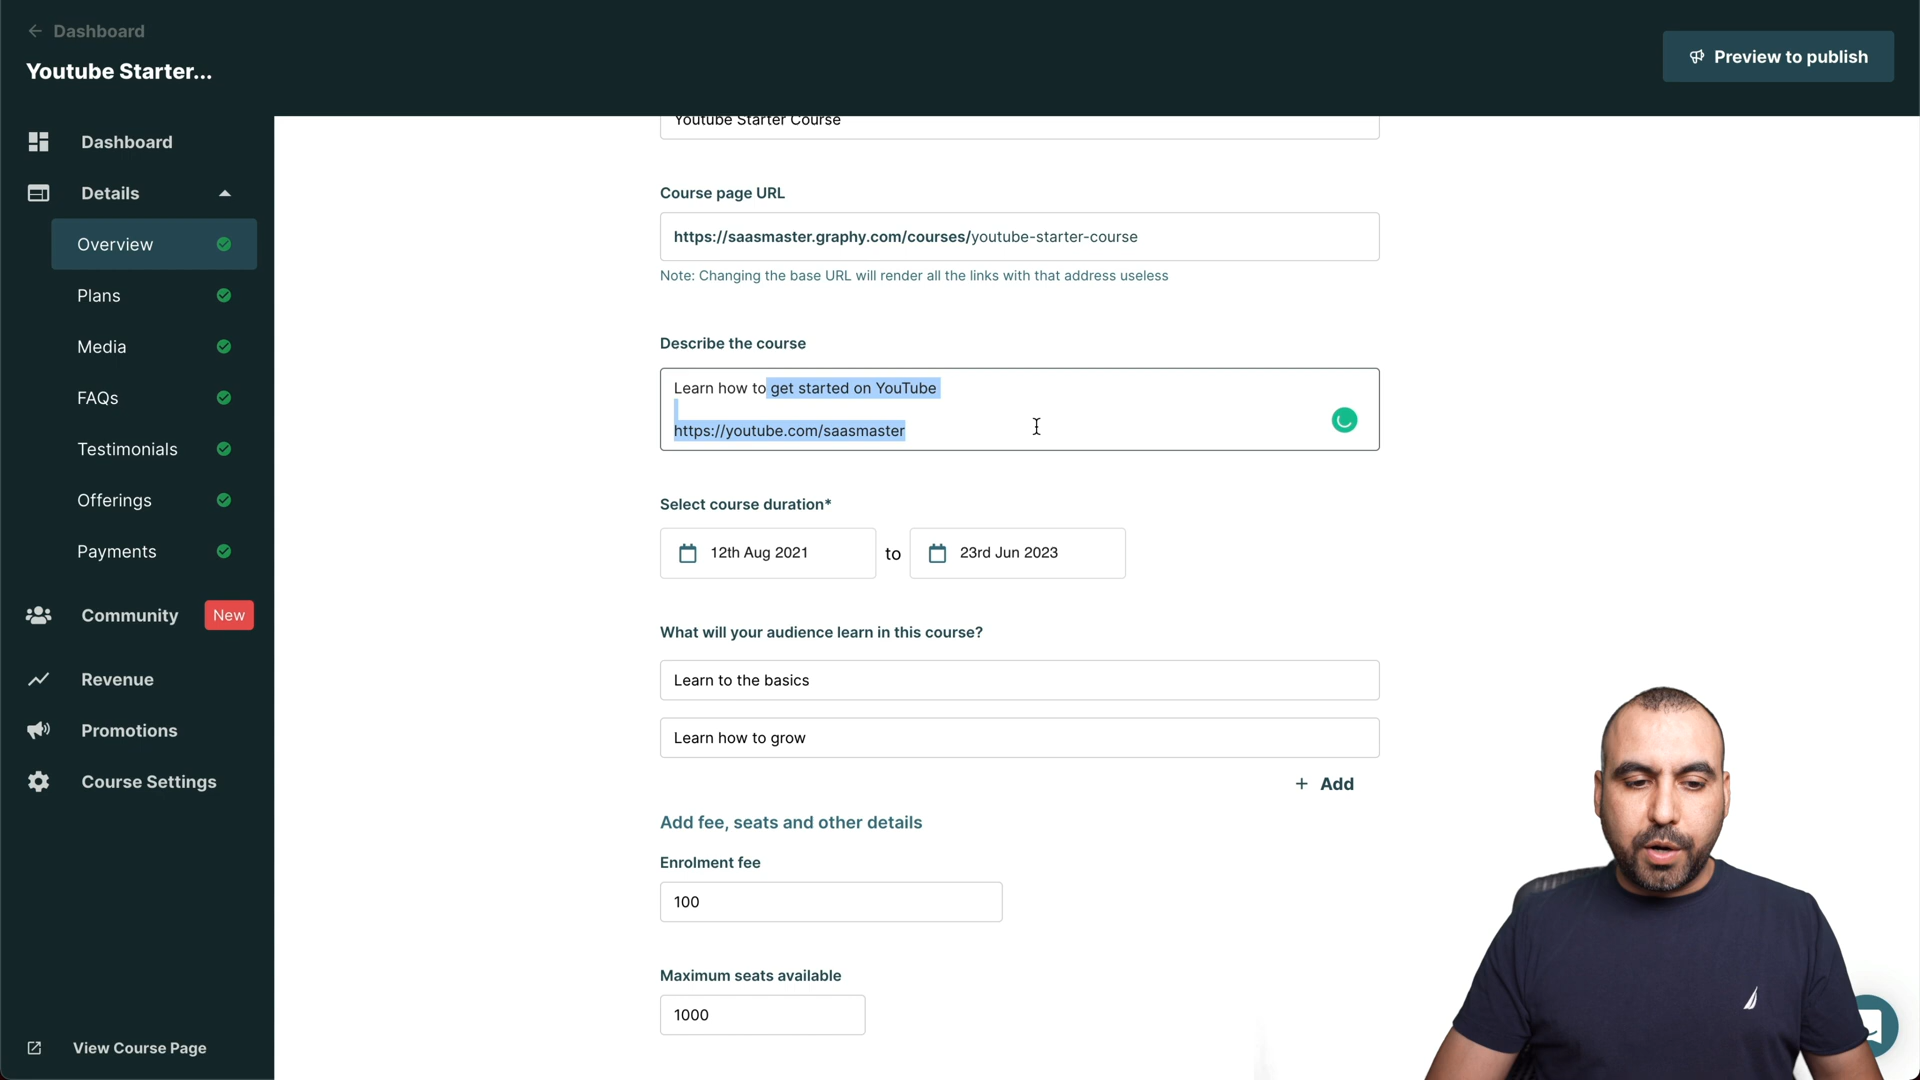 Dashboard
Youtube Starter...
Preview to publish
Dashboard
Details
Overview
Plans
Media
FAQs
Testimonials
Offerings
Payments
Community New
Revenue
Promotions
Course Settings
View Course Page
Youtube Starter Course
Course page URL
https://saasmaster.graphy.com/courses/youtube-starter-course
Note: Changing the base URL will render all the links with that address useless
Describe the course
Learn how to get started on YouTube
https://youtube.com/saasmaster
Select course duration*
12th Aug 2021 to 23rd Jun 2023
What will your audience learn in this course?
Learn to the basics
Learn how to grow
+ Add
Add fee, seats and other details
Enrolment fee
100
Maximum seats available
1000